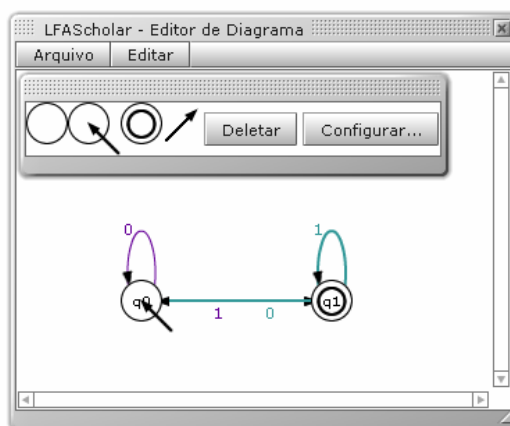 LFAScholar - Editor de Diagrama
Arquivo Editar
Deletar Configurar...
0 1
q0 q1
1 0